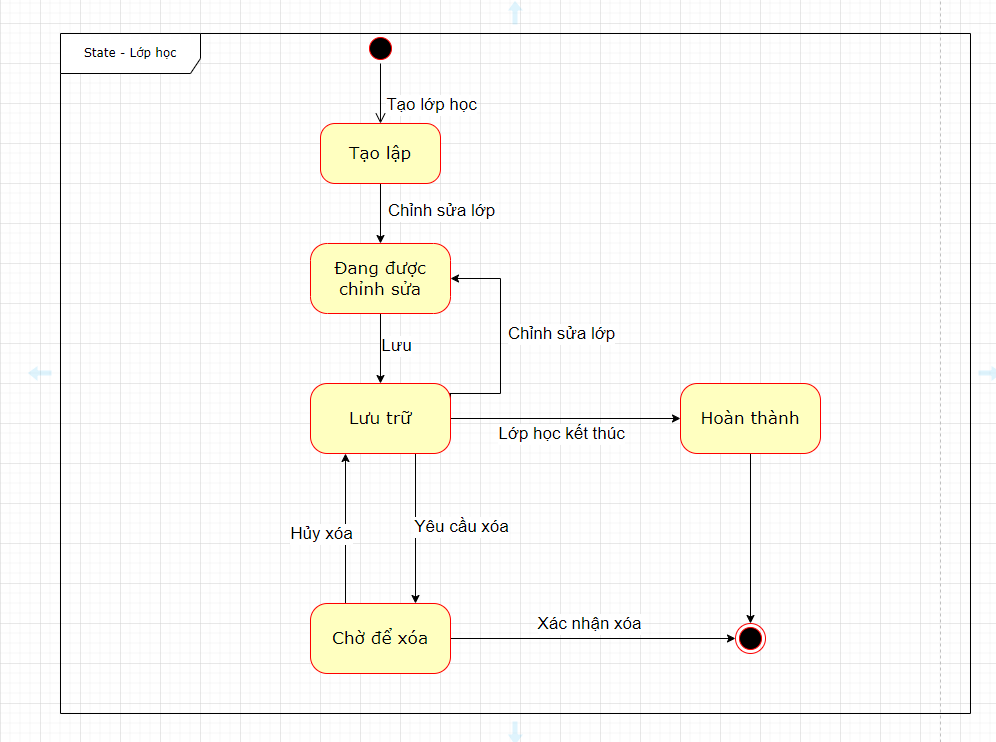 State - Lớp học
Tạo lớp học
Tạo lập
Chỉnh sửa lớp
Đang được
chỉnh sửa
Chỉnh sửa lớp
Lưu
Lưu trữ
Hoàn thành
Lớp học kết thúc
Yêu cầu xóa
Hủy xóa
Xác nhận xóa
Chờ để xóa